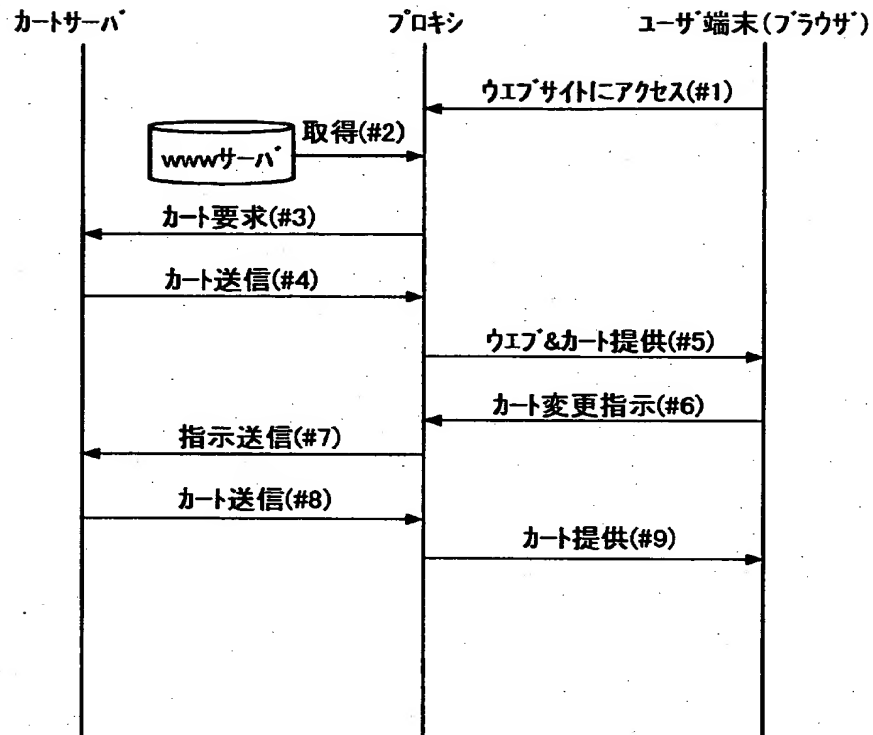 カートサーバ
プロキシ
ユーザ端末(ブラウザ)
ウエブサイトにアクセス(#1)
取得(#2)
wwwサーバ
カート要求(#3)
カート送信(#4)
ウエブ&カート提供(#5)
カート変更指示(#6)
指示送信(#7)
カート送信(#8)
カート提供(#9)